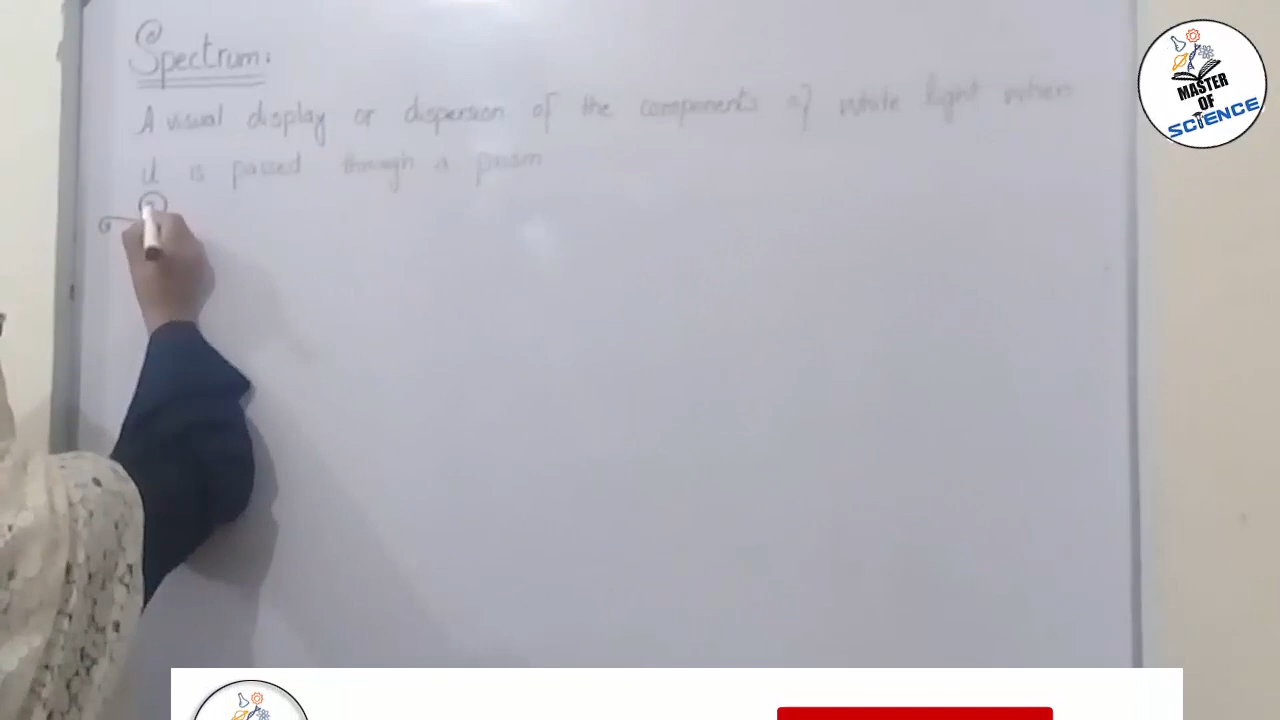 Spectrum.
A visual display or dispersion of the components of white light when
it is passed through a prism
MASTER
OF
SCIENCE